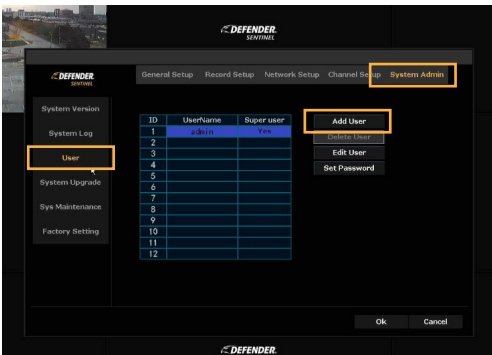 DEFENDER
SENTINEL
DEFENDER
SENTINEL
General Setup Record Setup Network Setup Channel Setup System Admin
System Version
System Log
User
System Upgrade
Sys Maintenance
Factory Setting
ID UserName Super user
1 admin Yes
2
3
4
5
6
7
8
9
10
11
12
Add User
Delete User
Edit User
Set Password
Ok Cancel
DEFENDER